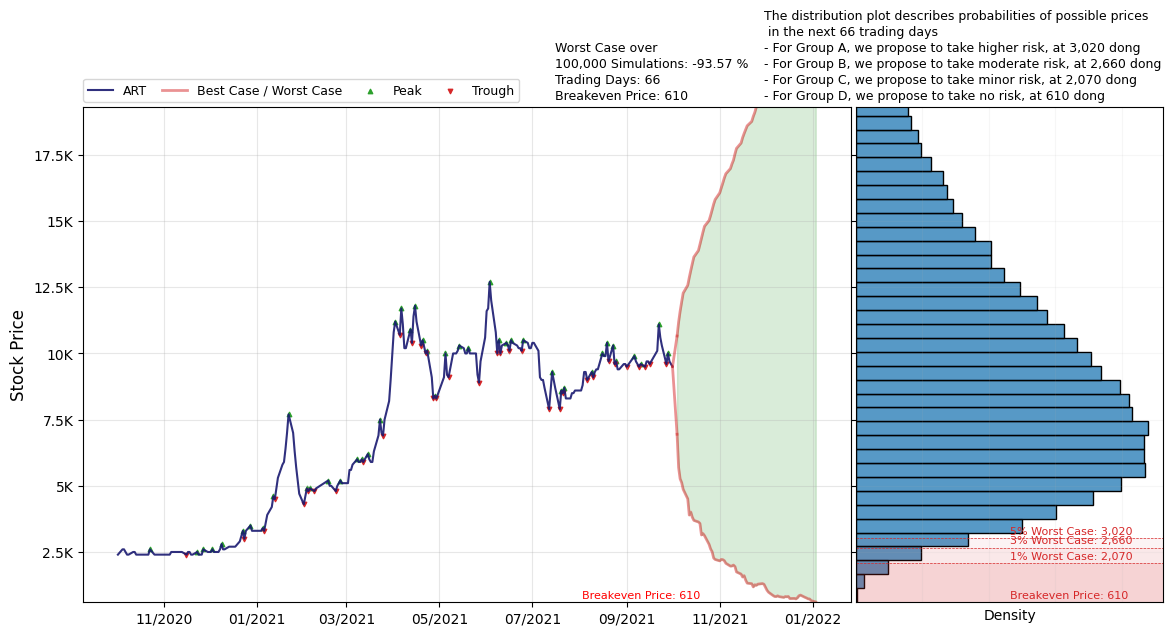 The distribution plot describes probabilities of possible prices
in the next 66 trading days
- For Group A, we propose to take higher risk, at 3,020 dong
- For Group B, we propose to take moderate risk, at 2,660 dong
- For Group C, we propose to take minor risk, at 2,070 dong
- For Group D, we propose to take no risk, at 610 dong
Worst Case over
100,000 Simulations: -93.57 %
Trading Days: 66
Breakeven Price: 610
ART
Best Case / Worst Case
Peak
Trough
Stock Price
17.5K
15K
12.5K
10K
7.5K
5K
2.5K
Breakeven Price: 610
11/2020
01/2021
03/2021
05/2021
07/2021
09/2021
11/2021
01/2022
5% Worst Case: 3,020
3% Worst Case: 2,660
1% Worst Case: 2,070
Breakeven Price: 610
Density